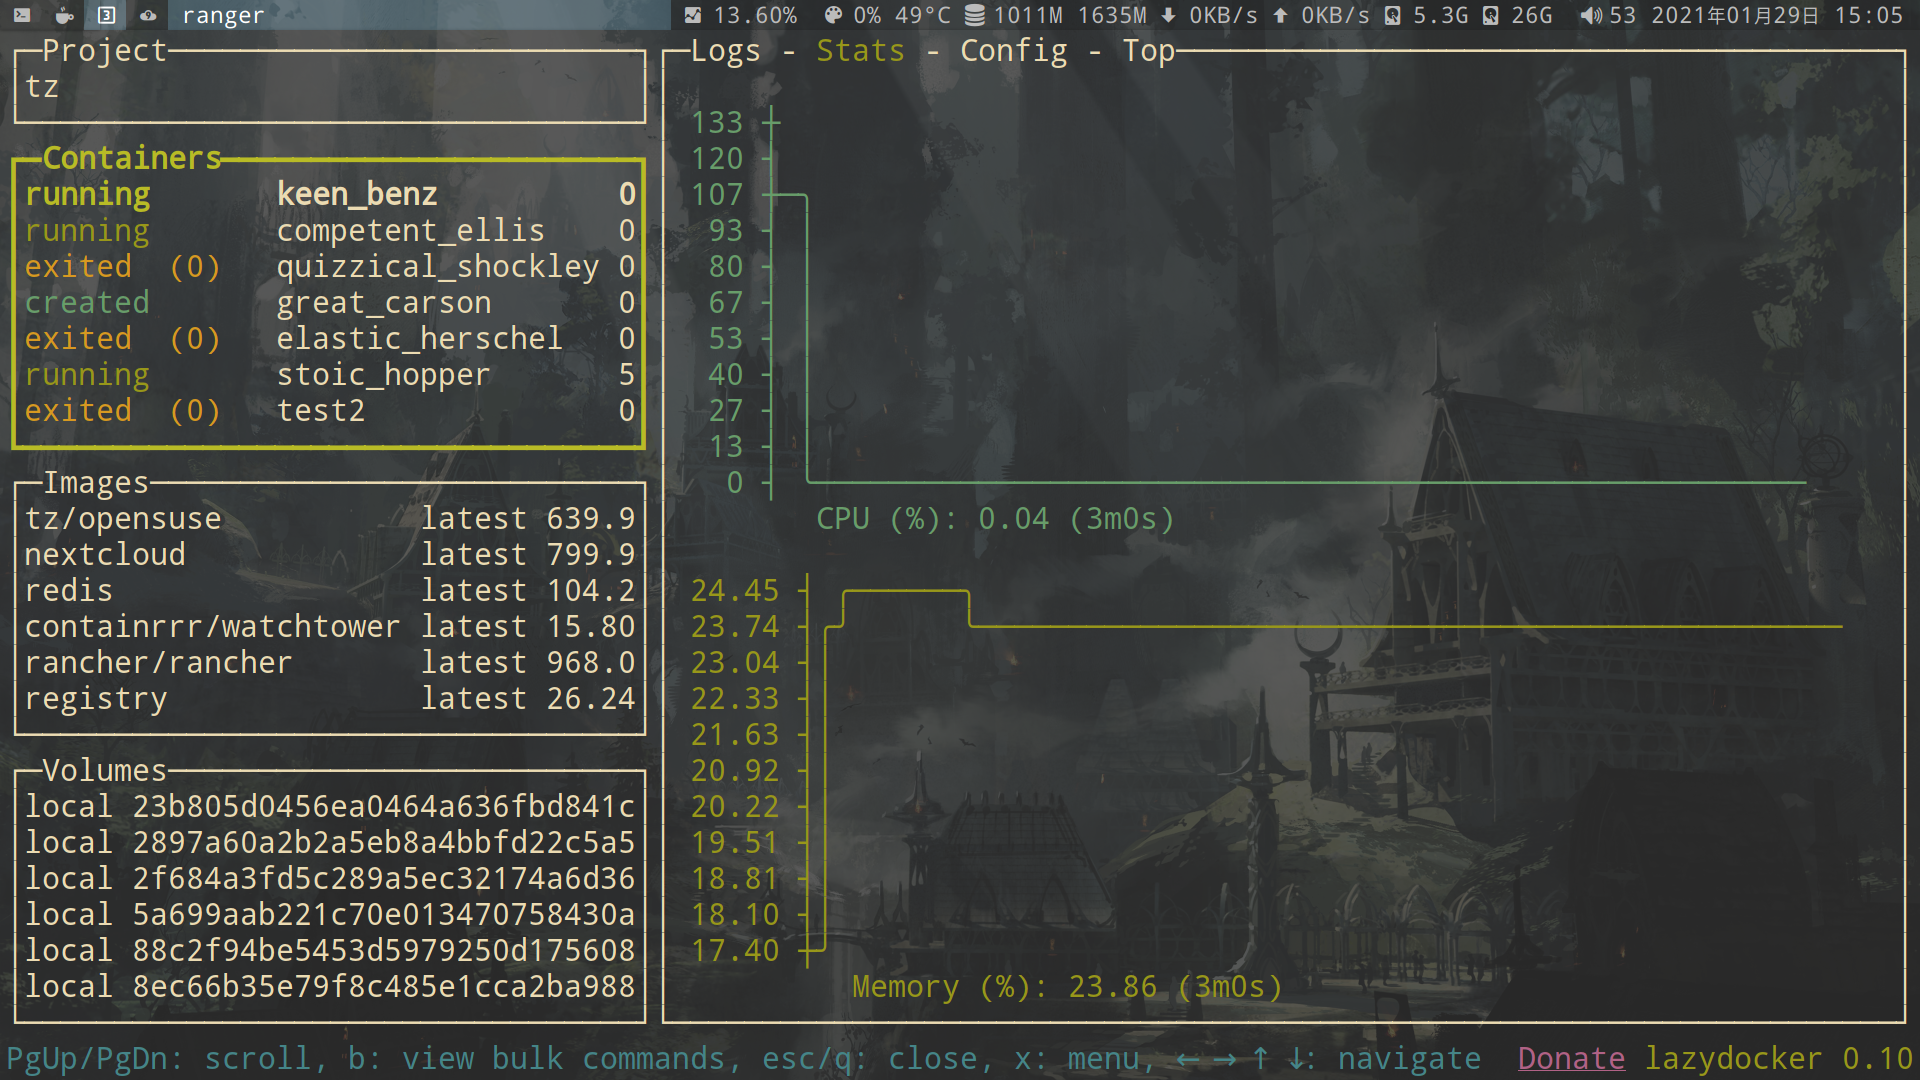 3 ranger 13.60% 0% 49°C 1011M 1635M 0KB/s 0KB/s 5.3G 26G 53 2021年01月29日 15:05
Project
tz
Containers
running keen_benz 0
running competent_ellis 0
exited (0) quizzical_shockley 0
created great_carson 0
exited (0) elastic_herschel 0
running stoic_hopper 5
exited (0) test2 0
Images
tz/opensuse latest 639.9
nextcloud latest 799.9
redis latest 104.2
containrrr/watchtower latest 15.80
rancher/rancher latest 968.0
registry latest 26.24
Volumes
local 23b805d0456ea0464a636fbd841c
local 2897a60a2b2a5eb8a4bbfd22c5a5
local 2f684a3fd5c289a5ec32174a6d36
local 5a699aab221c70e013470758430a
local 88c2f94be5453d5979250d175608
local 8ec66b35e79f8c485e1cca2ba988
Logs - Stats - Config - Top
133
120
107
93
80
67
53
40
27
13
0
CPU (%): 0.04 (3m0s)
24.45
23.74
23.04
22.33
21.63
20.92
20.22
19.51
18.81
18.10
17.40
Memory (%): 23.86 (3m0s)
PgUp/PgDn: scroll, b: view bulk commands, esc/q: close, x: menu, ← → ↑ ↓: navigate Donate lazydocker 0.10